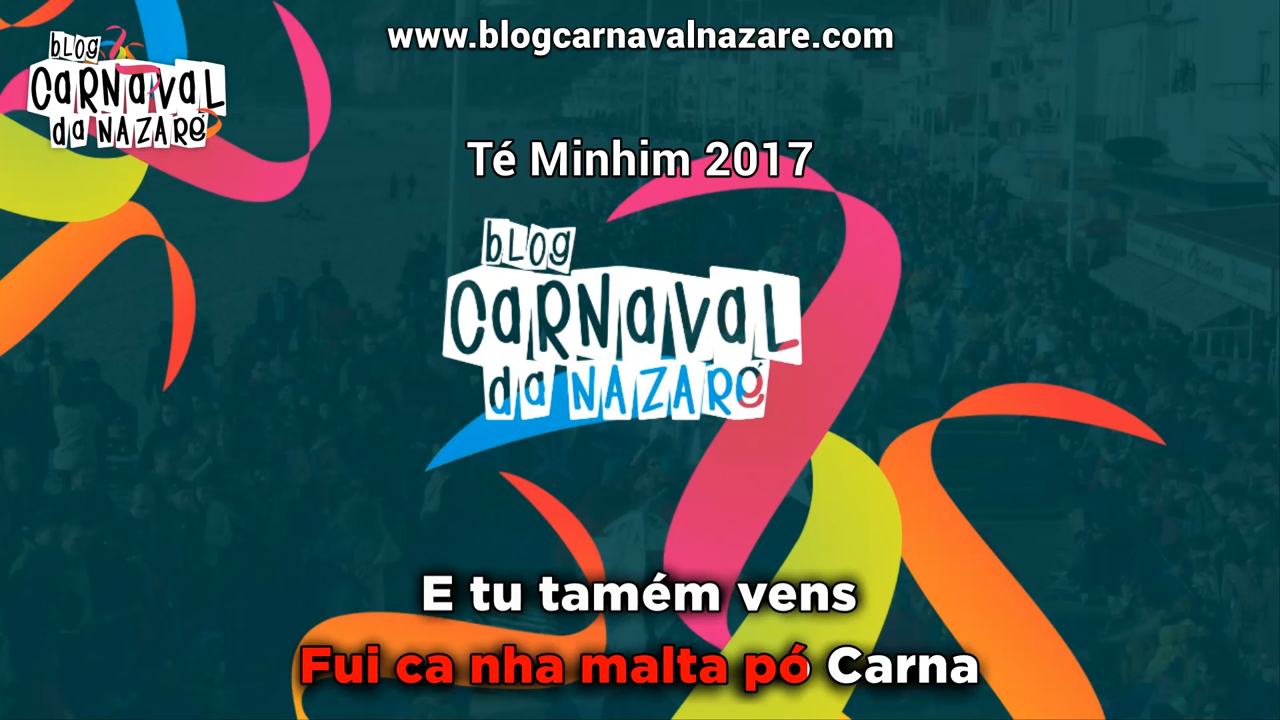 www.blogcarnavalnazare.com
blog
CaRNaVaL
da NAZARé
Té Minhim 2017
blog
CaRNaVaL
da NAZARé
E tu tamém vens
Fui ca nha malta pó Carna